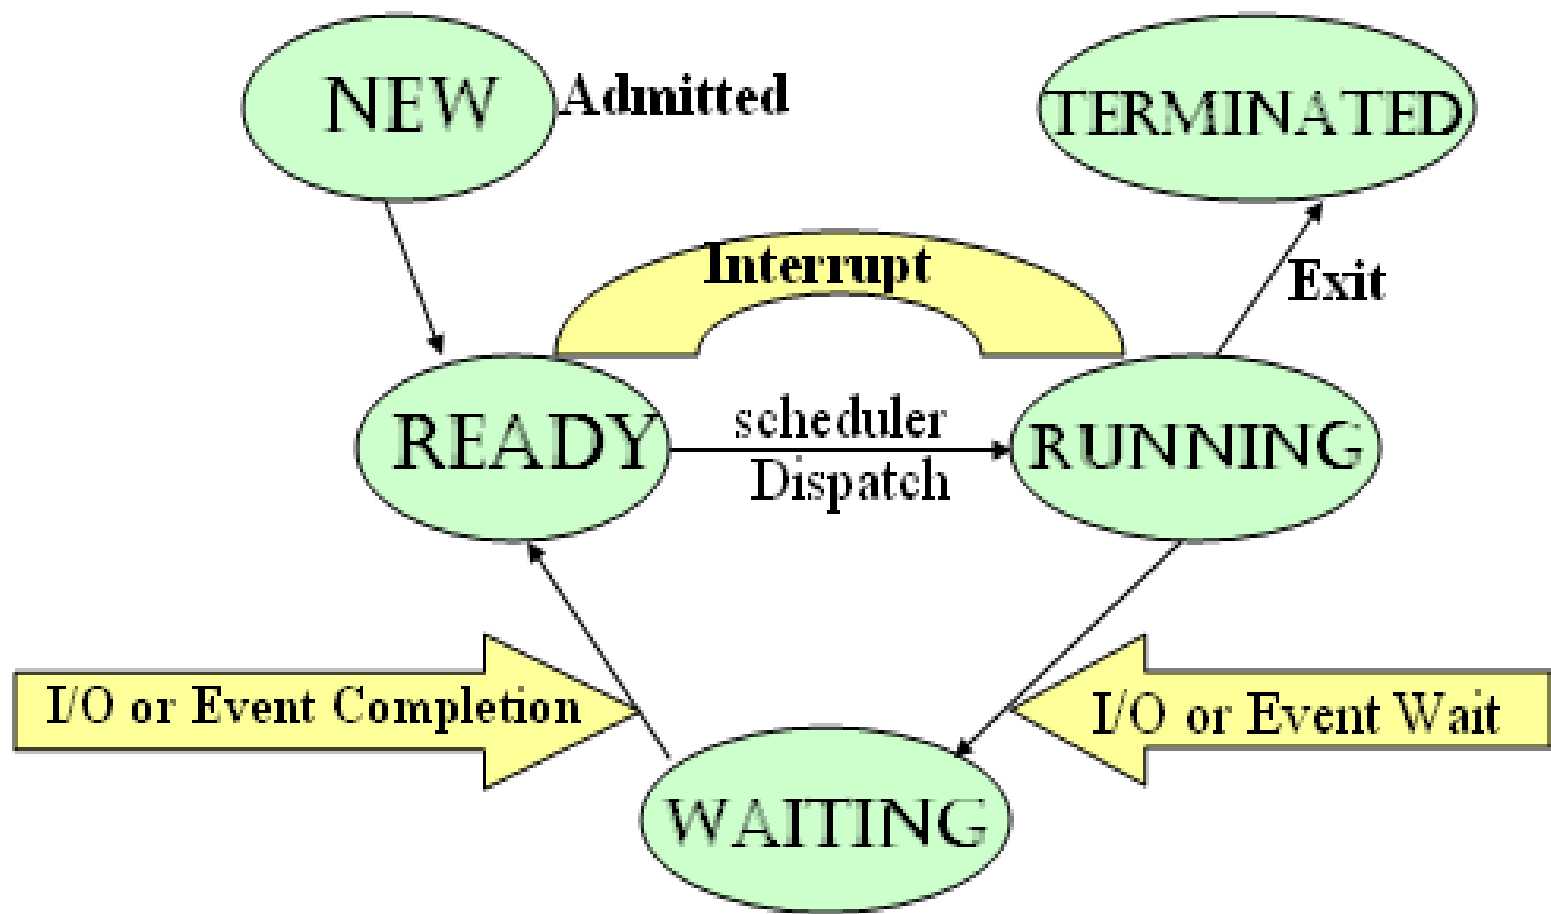 NEW
Admitted
TERMINATED
Interrupt
Exit
READY
scheduler
Dispatch
RUNNING
I/O or Event Completion
I/O or Event Wait
WAITING